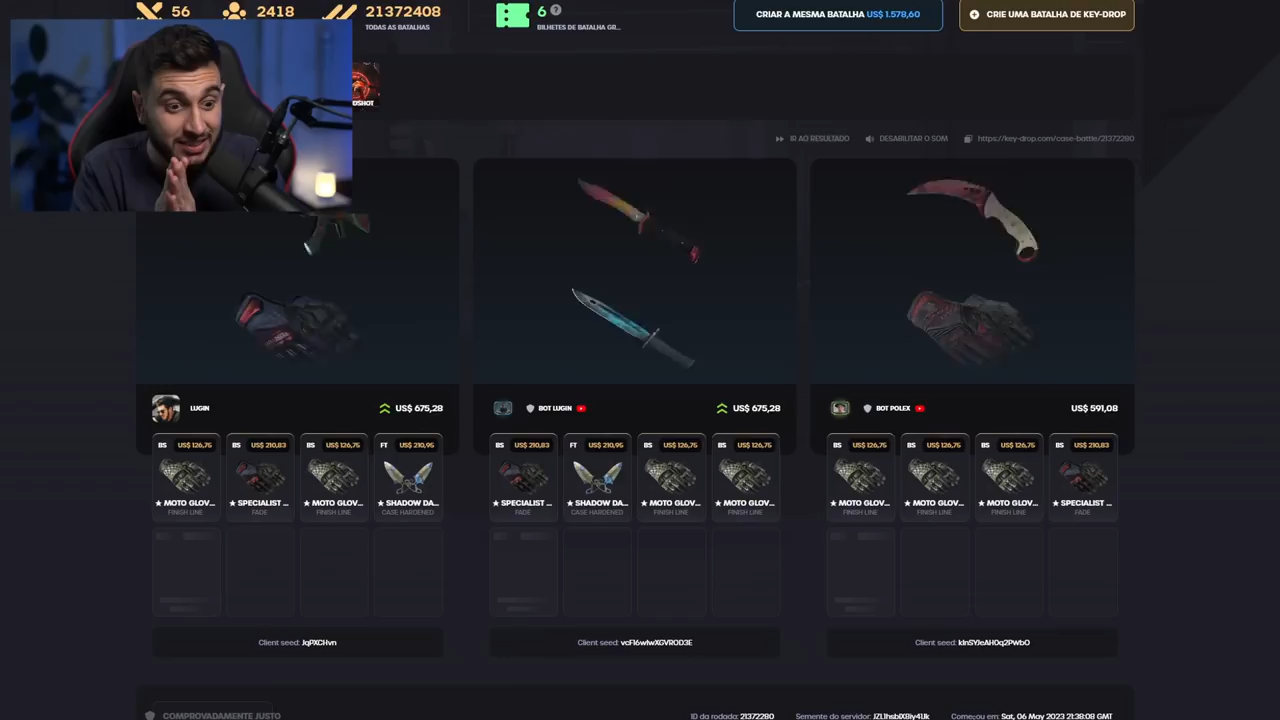 56
2418
21372408
TODAS AS BATALHAS
6
BILHETES DE BATALHA GR...
CRIAR A MESMA BATALHA US$ 1.578,60
CRIE UMA BATALHA DE KEY-DROP
DSHOT
IR AO RESULTADO
DESABILITAR O SOM
https://key-drop.com/case-battle/21372280
LUGIN
US$ 675,28
BOT LUGIN
US$ 675,28
BOT POLEX
US$ 591,08
BS US$ 126,75
BS US$ 210,83
BS US$ 126,75
FT US$ 210,95
BS US$ 210,83
FT US$ 210,95
BS US$ 126,75
BS US$ 126,75
BS US$ 126,75
BS US$ 126,75
BS US$ 126,75
BS US$ 210,83
★ MOTO GLOV...
★ SPECIALIST ...
★ MOTO GLOV...
★ SHADOW DA...
★ SPECIALIST ...
★ SHADOW DA...
★ MOTO GLOV...
★ MOTO GLOV...
★ MOTO GLOV...
★ MOTO GLOV...
★ MOTO GLOV...
★ SPECIALIST ...
FINISH LINE
FADE
FINISH LINE
CASE HARDENED
FADE
CASE HARDENED
FINISH LINE
FINISH LINE
FINISH LINE
FINISH LINE
FINISH LINE
FADE
Client seed: JqPXCHvn
Client seed:
Client seed:
COMPROVADAMENTE JUSTO
ID da rodada: 21372280
Semente do servidor:
Começou em: Sat, 06 May 2023 21:38:08 GMT